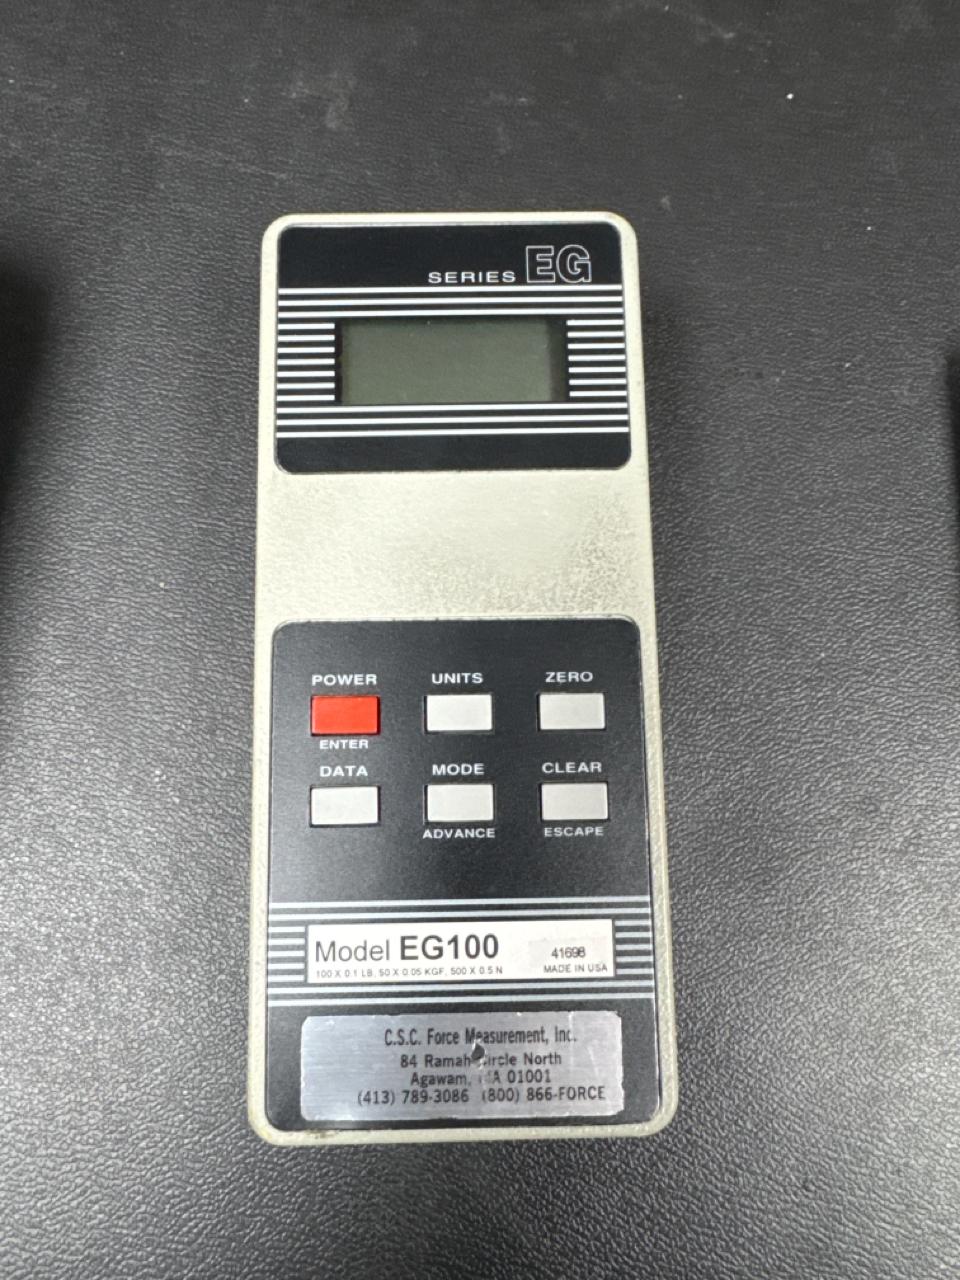 SERIES EG
POWER UNITS ZERO
ENTER
DATA MODE CLEAR
ADVANCE ESCAPE
Model EG100 41698
100 X 0.1 LB, 50 X 0.05 KGF, 500 X 0.5 N MADE IN USA
C.S.C. Force Measurement, Inc.
84 Ramah Circle North
Agawam, MA 01001
(413) 789-3086 (800) 866-FORCE